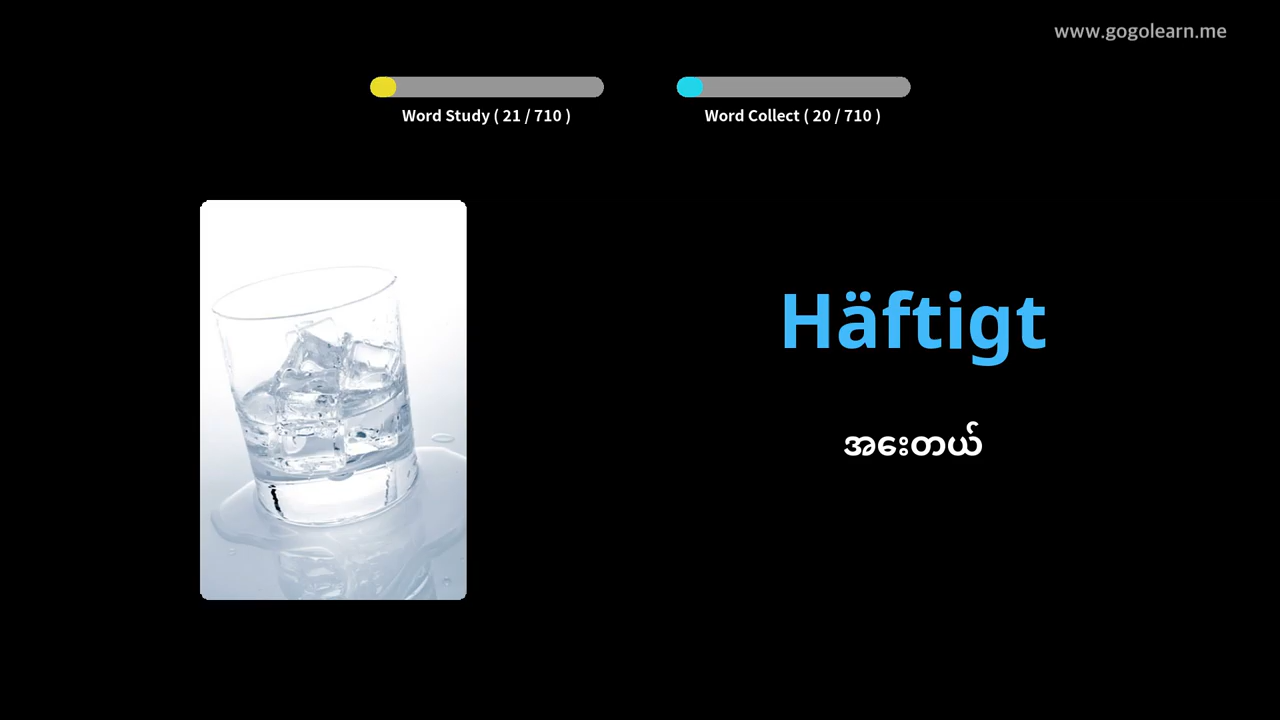 www.gogolearn.me
Word Study ( 21 / 710 )
Word Collect ( 20 / 710 )
Häftigt
အေးတယ်